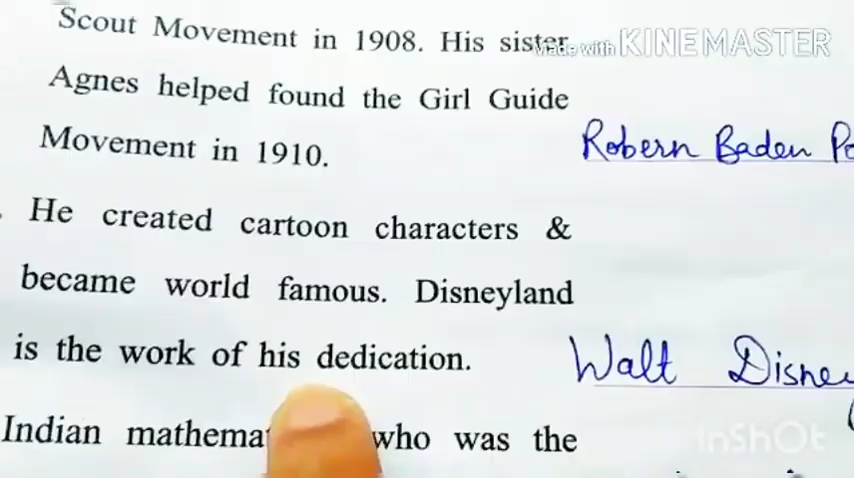 Scout Movement in 1908. His sister
made with KINEMASTER
Agnes helped found the Girl Guide
Movement in 1910.
Robern Baden Po
He created cartoon characters &
became world famous. Disneyland
is the work of his dedication.
Walt Disney
Indian mathema who was the
InShOt